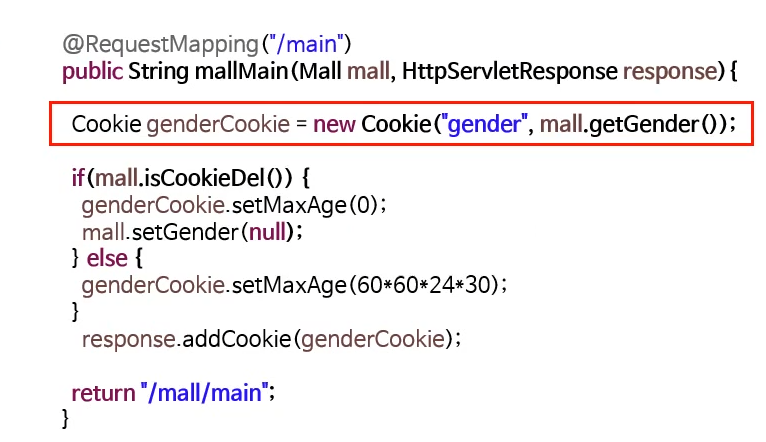 @RequestMapping("/main")
public String mallMain(Mall mall, HttpServletResponse response){
Cookie genderCookie = new Cookie("gender", mall.getGender());
if(mall.isCookieDel()) {
genderCookie.setMaxAge(0);
mall.setGender(null);
} else {
genderCookie.setMaxAge(60*60*24*30);
}
response.addCookie(genderCookie);
return "/mall/main";
}